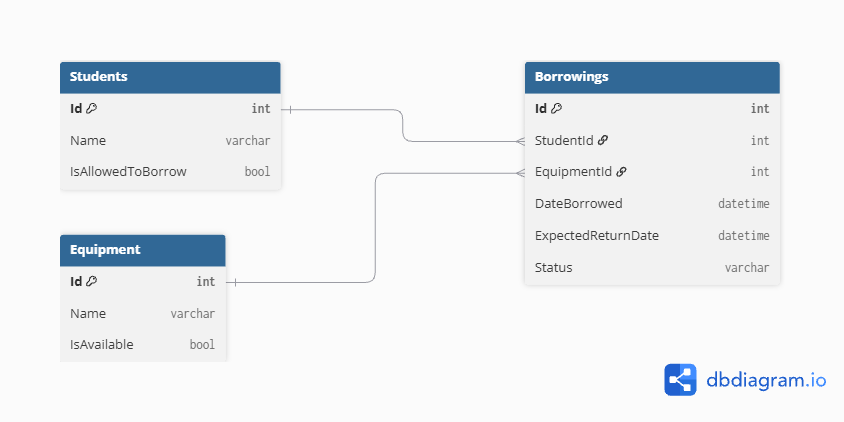 Students
Id int
Name varchar
IsAllowedToBorrow bool
Equipment
Id int
Name varchar
IsAvailable bool
Borrowings
Id int
StudentId int
EquipmentId int
DateBorrowed datetime
ExpectedReturnDate datetime
Status varchar
dbdiagram.io